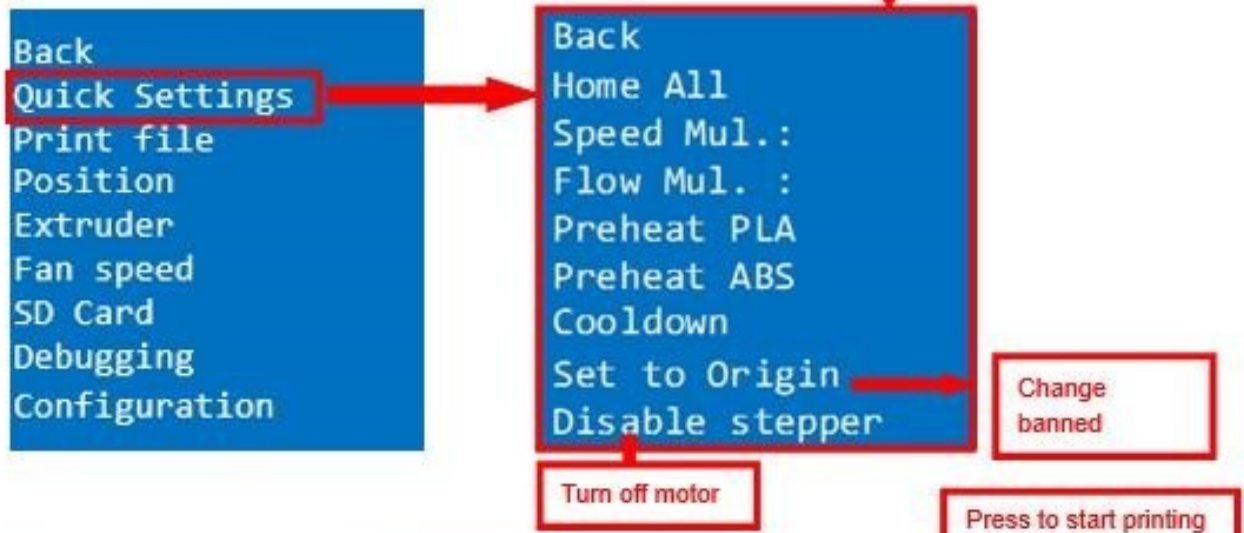 Back
Quick Settings
Print file
Position
Extruder
Fan speed
SD Card
Debugging
Configuration
Back
Home All
Speed Mul.:
Flow Mul. :
Preheat PLA
Preheat ABS
Cooldown
Set to Origin
Disable stepper
Change
banned
Turn off motor
Press to start printing